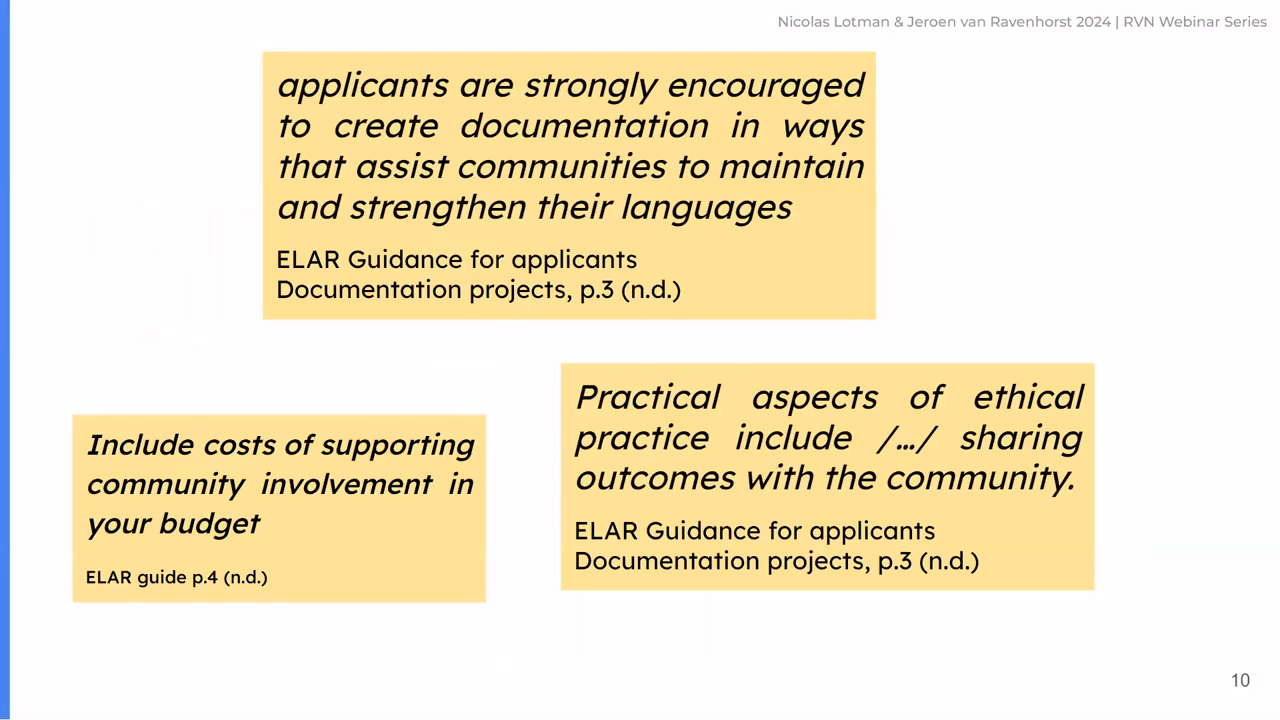 Nicolas Lotman & Jeroen van Ravenhorst 2024 | RVN Webinar Series
applicants are strongly encouraged
to create documentation in ways
that assist communities to maintain
and strengthen their languages
ELAR Guidance for applicants
Documentation projects, p.3 (n.d.)
Include costs of supporting
community involvement in
your budget
ELAR guide p.4 (n.d.)
Practical aspects of ethical
practice include /…/ sharing
outcomes with the community.
ELAR Guidance for applicants
Documentation projects, p.3 (n.d.)
10